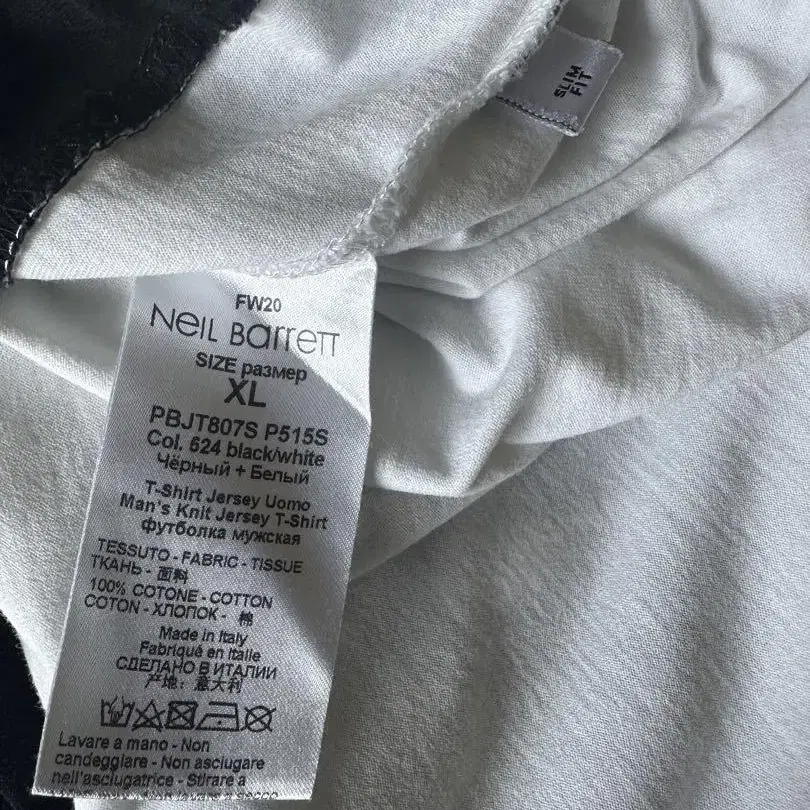 SLIM
FIT
FW20
NEIL BARRETT
SIZE размер
XL
PBJT807S P515S
Col. 624 black/white
Чёрный + Белый
T-Shirt Jersey Uomo
Man's Knit Jersey T-Shirt
футболка мужская
TESSUTO - FABRIC - TISSUE
ТКАНЬ - 面料
100% COTONE - COTTON
COTON - ХЛОПОК - 棉
Made in Italy
Fabriqué en Italie
СДЕЛАНО В ИТАЛИИ
产地：意大利
Lavare a mano - Non
candeggiare - Non asciugare
nell'asciugatrice - Stirare a